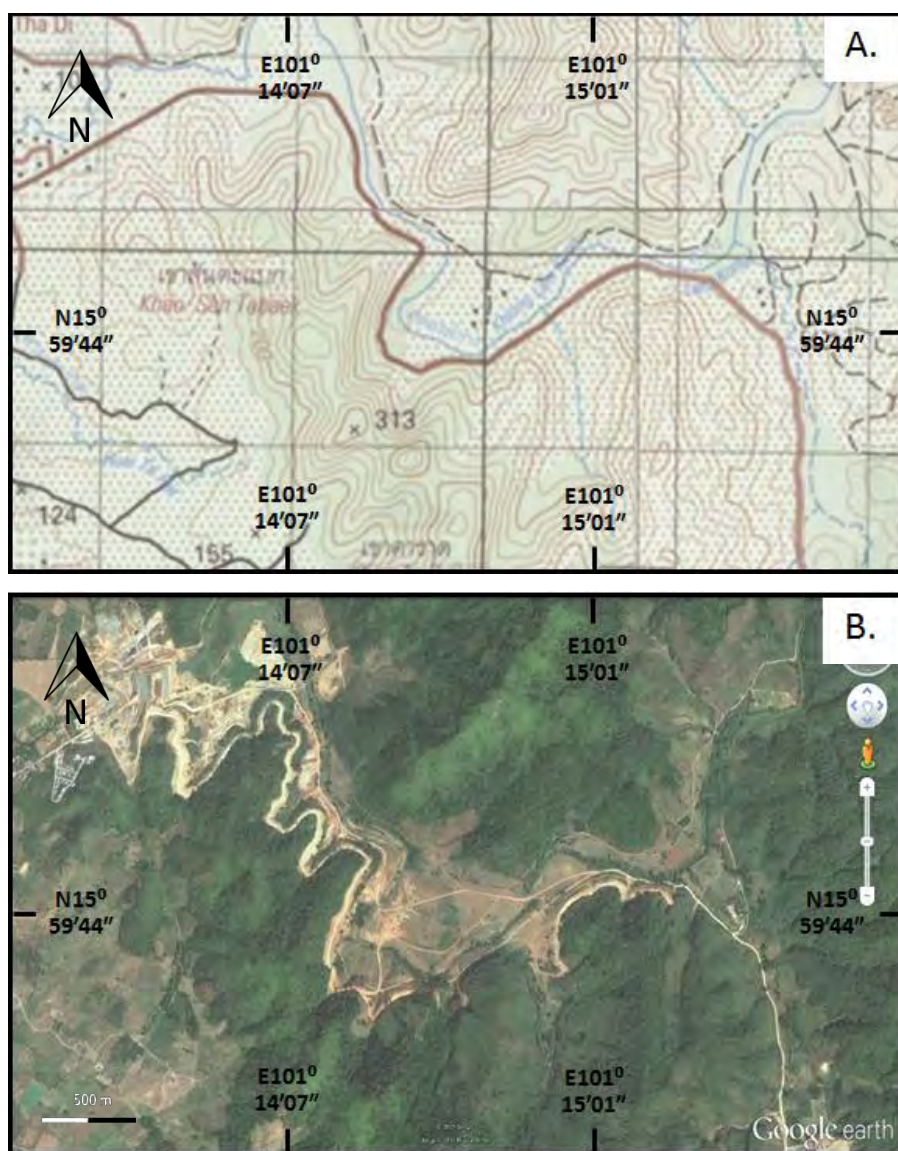 Tha Di
A.
N
E101⁰
14'07"
E101⁰
15'01"
เขาสันตะแบก
Khao San Tabaek
N15⁰
59'44"
N15⁰
59'44"
313
E101⁰
14'07"
E101⁰
15'01"
124
155
B.
N
E101⁰
14'07"
E101⁰
15'01"
N15⁰
59'44"
N15⁰
59'44"
E101⁰
14'07"
E101⁰
15'01"
500 m
Google earth